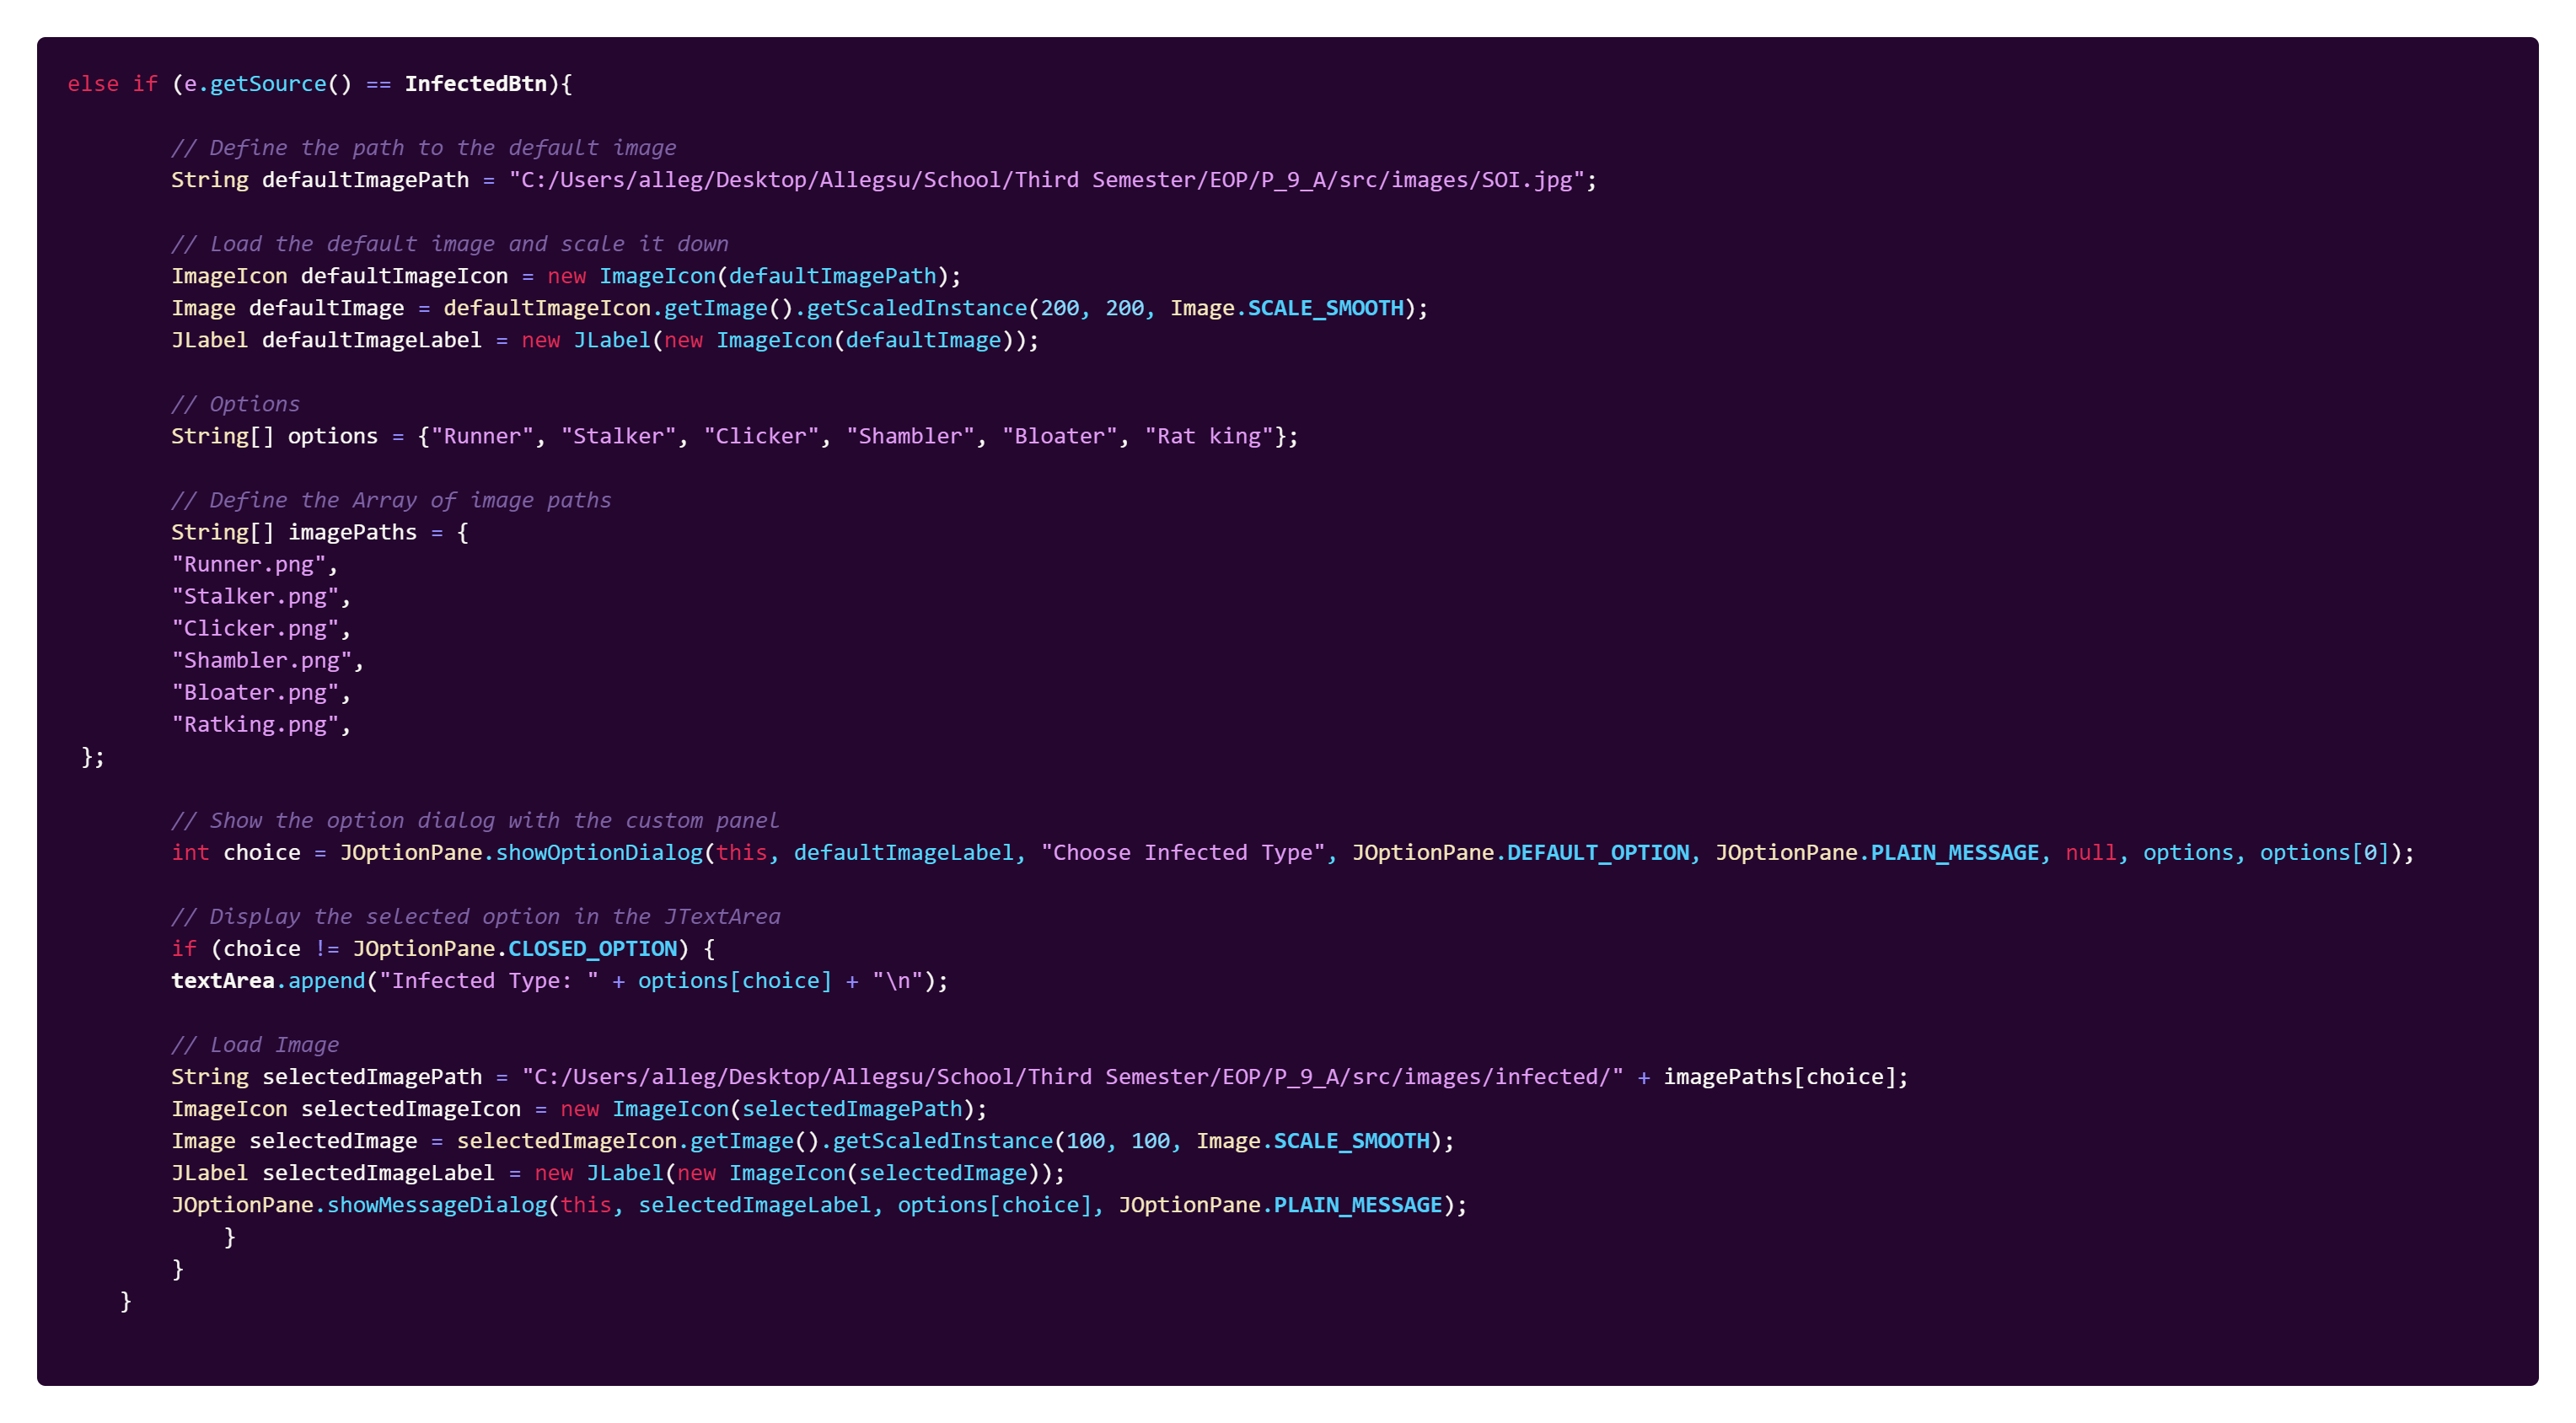 else if (e.getSource() == InfectedBtn){
// Define the path to the default image
String defaultImagePath = "C:/Users/alleg/Desktop/Allegsu/School/Third Semester/EOP/P_9_A/src/images/SOI.jpg";
// Load the default image and scale it down
ImageIcon defaultImageIcon = new ImageIcon(defaultImagePath);
Image defaultImage = defaultImageIcon.getImage().getScaledInstance(200, 200, Image.SCALE_SMOOTH);
JLabel defaultImageLabel = new JLabel(new ImageIcon(defaultImage));
// Options
String[] options = {"Runner", "Stalker", "Clicker", "Shambler", "Bloater", "Rat king"};
// Define the Array of image paths
String[] imagePaths = {
"Runner.png",
"Stalker.png",
"Clicker.png",
"Shambler.png",
"Bloater.png",
"Ratking.png",
};
// Show the option dialog with the custom panel
int choice = JOptionPane.showOptionDialog(this, defaultImageLabel, "Choose Infected Type", JOptionPane.DEFAULT_OPTION, JOptionPane.PLAIN_MESSAGE, null, options, options[0]);
// Display the selected option in the JTextArea
if (choice != JOptionPane.CLOSED_OPTION) {
textArea.append("Infected Type: " + options[choice] + "\n");
// Load Image
String selectedImagePath = "C:/Users/alleg/Desktop/Allegsu/School/Third Semester/EOP/P_9_A/src/images/infected/" + imagePaths[choice];
ImageIcon selectedImageIcon = new ImageIcon(selectedImagePath);
Image selectedImage = selectedImageIcon.getImage().getScaledInstance(100, 100, Image.SCALE_SMOOTH);
JLabel selectedImageLabel = new JLabel(new ImageIcon(selectedImage));
JOptionPane.showMessageDialog(this, selectedImageLabel, options[choice], JOptionPane.PLAIN_MESSAGE);
}
}
}